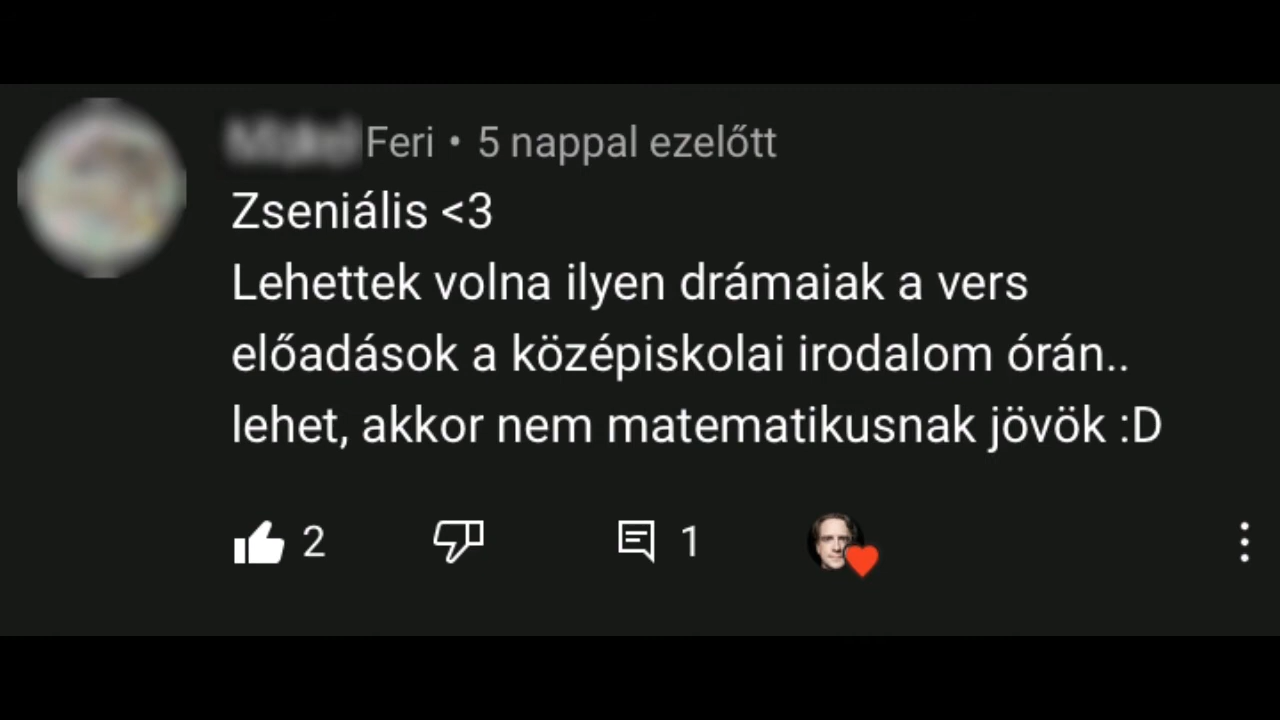 Feri • 5 nappal ezelőtt
Zseniális <3
Lehettek volna ilyen drámaiak a vers
előadások a középiskolai irodalom órán..
lehet, akkor nem matematikusnak jövök :D
2 1